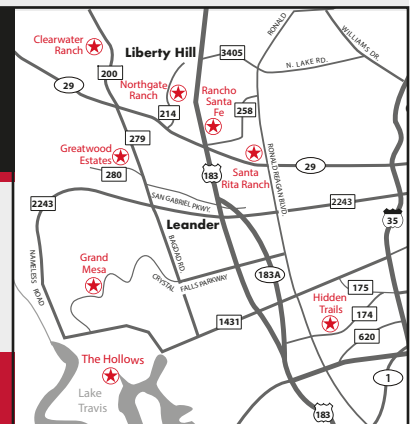 RONALD
WILLIAMS DR.
Clearwater
Ranch
Liberty Hill
3405
N. LAKE RD.
200
29
Northgate
Ranch
Rancho
Santa
Fe
214
258
279
Greatwood
Estates
280
183
Santa
Rita Ranch
29
RONALD REAGAN BLVD.
2243
SAN GABRIEL PKWY.
2243
35
Leander
NAMELESS ROAD
BAGDAD RD.
Grand
Mesa
CRYSTAL FALLS PARKWAY
183A
175
Hidden
Trails
174
1431
620
The Hollows
1
Lake
Travis
183